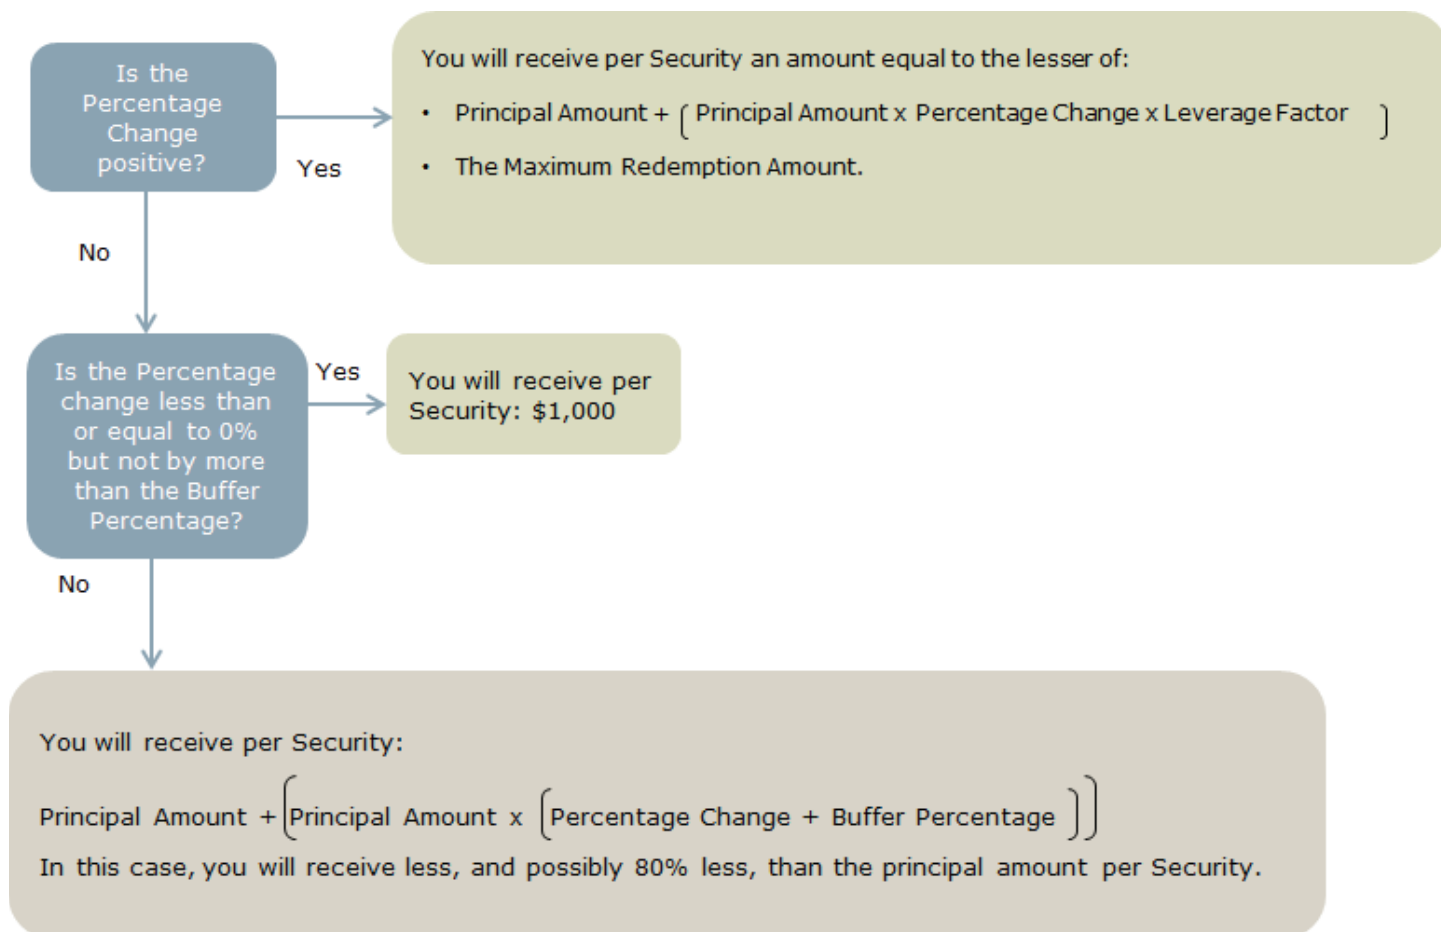 Is the
Percentage
Change
positive?
Yes
You will receive per Security an amount equal to the lesser of:
• Principal Amount + ( Principal Amount x Percentage Change x Leverage Factor )
• The Maximum Redemption Amount.
No
Is the Percentage
change less than
or equal to 0%
but not by more
than the Buffer
Percentage?
Yes
You will receive per
Security: $1,000
No
You will receive per Security:
Principal Amount + (Principal Amount x (Percentage Change + Buffer Percentage ))
In this case, you will receive less, and possibly 80% less, than the principal amount per Security.